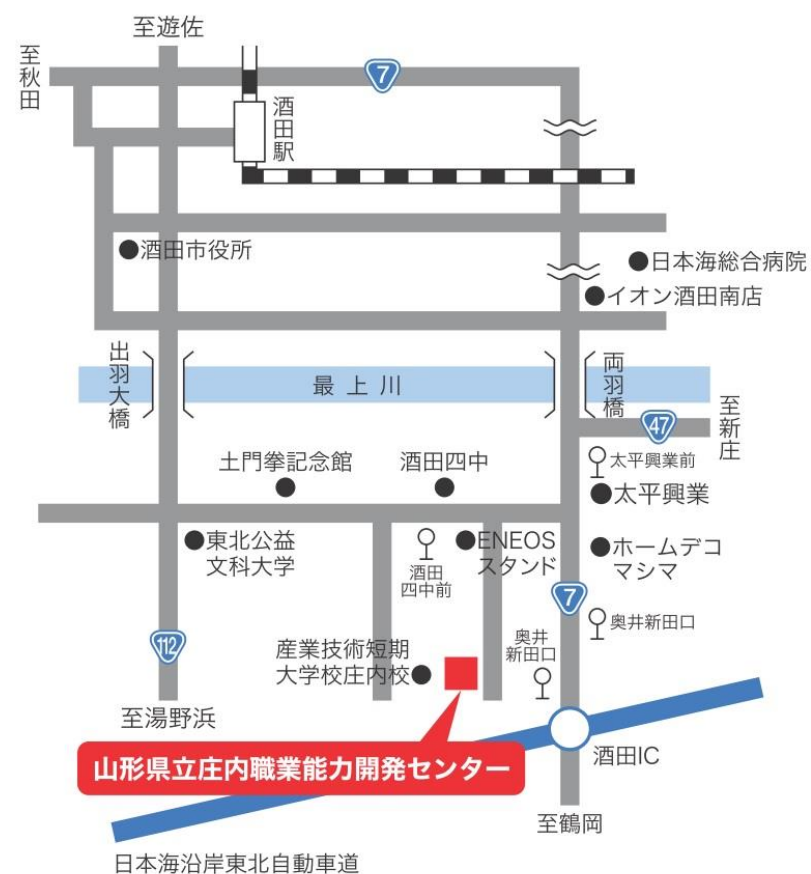 至遊佐
至秋田
7
酒田駅
酒田市役所
日本海総合病院
イオン酒田南店
出羽大橋
最上川
両羽橋
至新庄
47
太平興業前
土門拳記念館
酒田四中
太平興業
東北公益
文科大学
酒田
四中前
ENEOS
スタンド
ホームデコ
マシマ
7
奥井新田口
奥井
新田口
112
産業技術短期
大学校庄内校
至湯野浜
山形県立庄内職業能力開発センター
酒田IC
至鶴岡
日本海沿岸東北自動車道